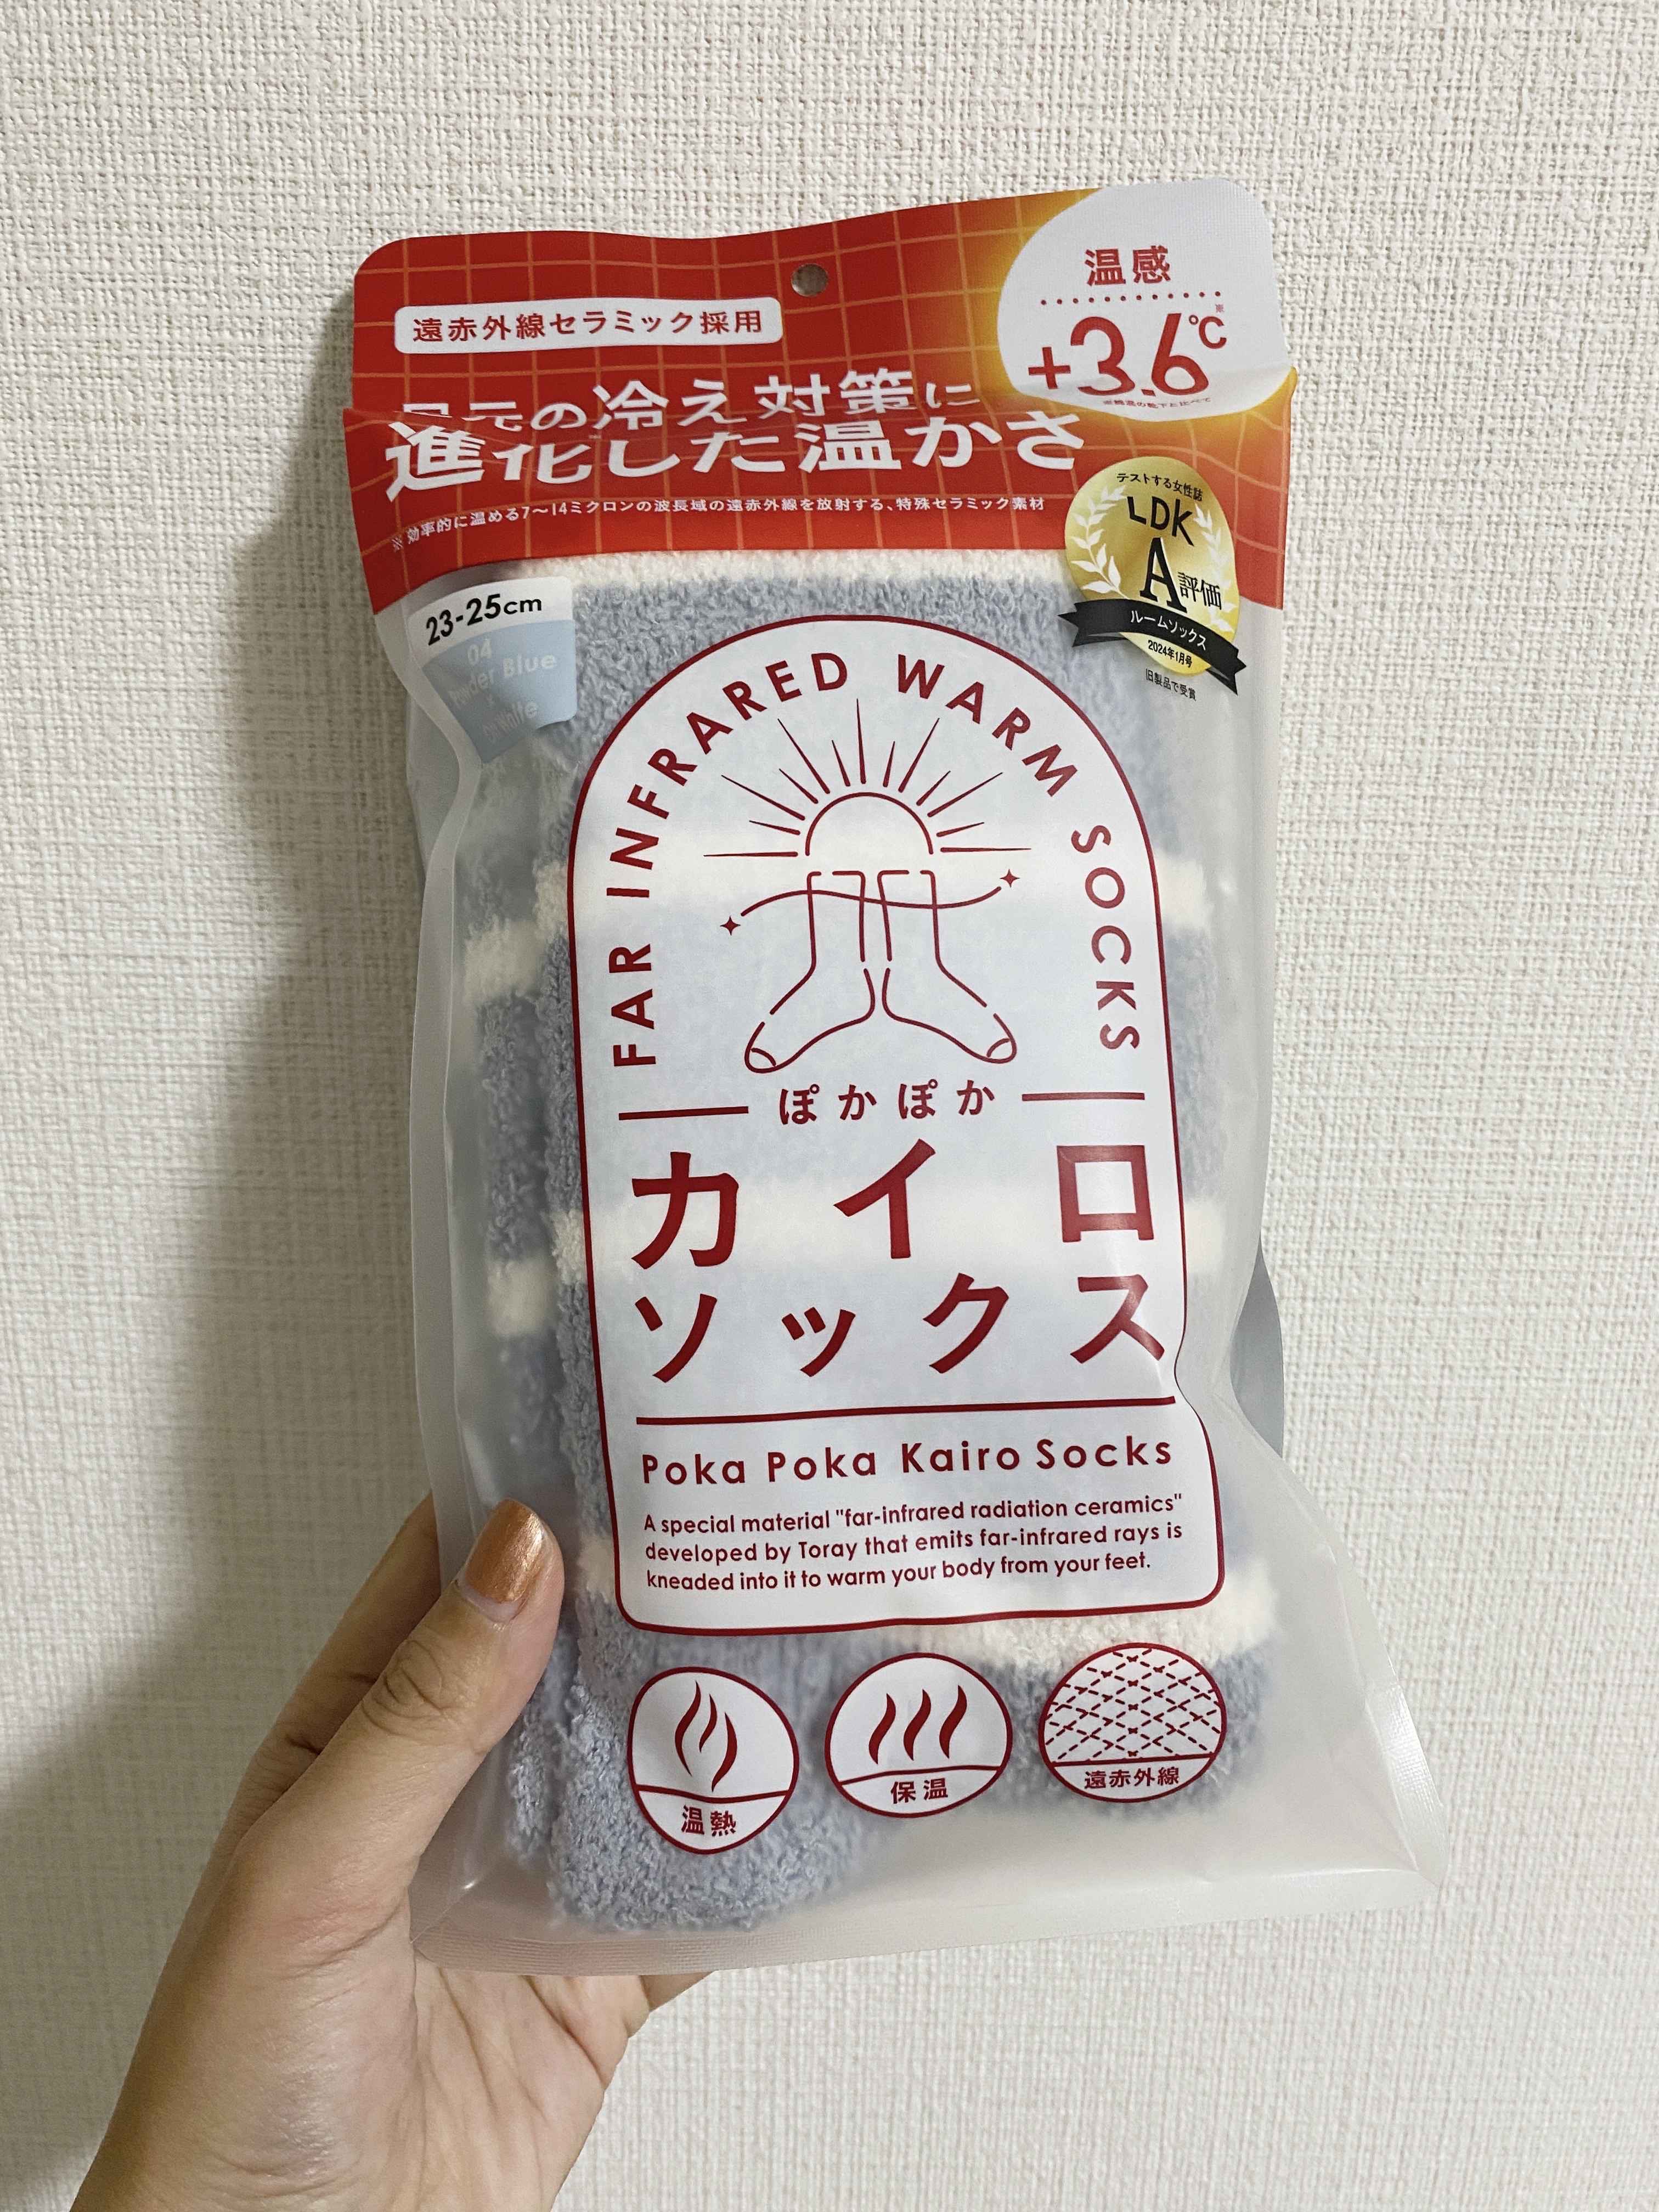 遠赤外線セラミック採用
温感
+3.6℃※
足元の冷え対策に
進化した温かさ
※効率的に温める7〜14ミクロンの波長域の遠赤外線を放射する、特殊セラミック素材
テストする女性誌
LDK
A評価
ルームソックス
2024年1月号
旧製品で受賞
23-25cm
04
Blue
White
FAR INFRARED WARM SOCKS
ぽかぽか
カイロ
ソックス
Poka Poka Kairo Socks
A special material "far-infrared radiation ceramics"
developed by Toray that emits far-infrared rays is
kneaded into it to warm your body from your feet.
温熱
保温
遠赤外線